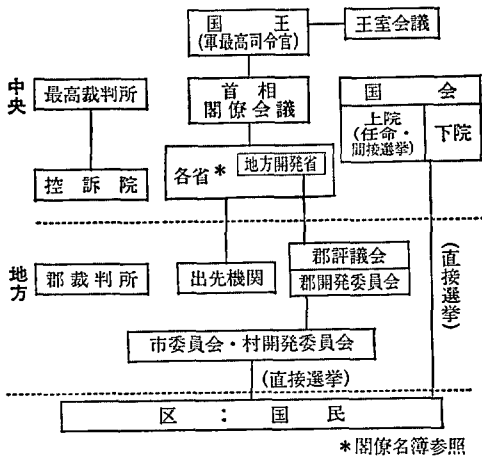 国王
(軍最高司令官)
王室会議
中央
最高裁判所
首相
閣僚会議
国会
上院
(任命・
間接選挙)
下院
控訴院
各省*
地方開発省
地方
郡裁判所
出先機関
郡評議会
郡開発委員会
(直接選挙)
市委員会・村開発委員会
(直接選挙)
区:国民
*閣僚名簿参照